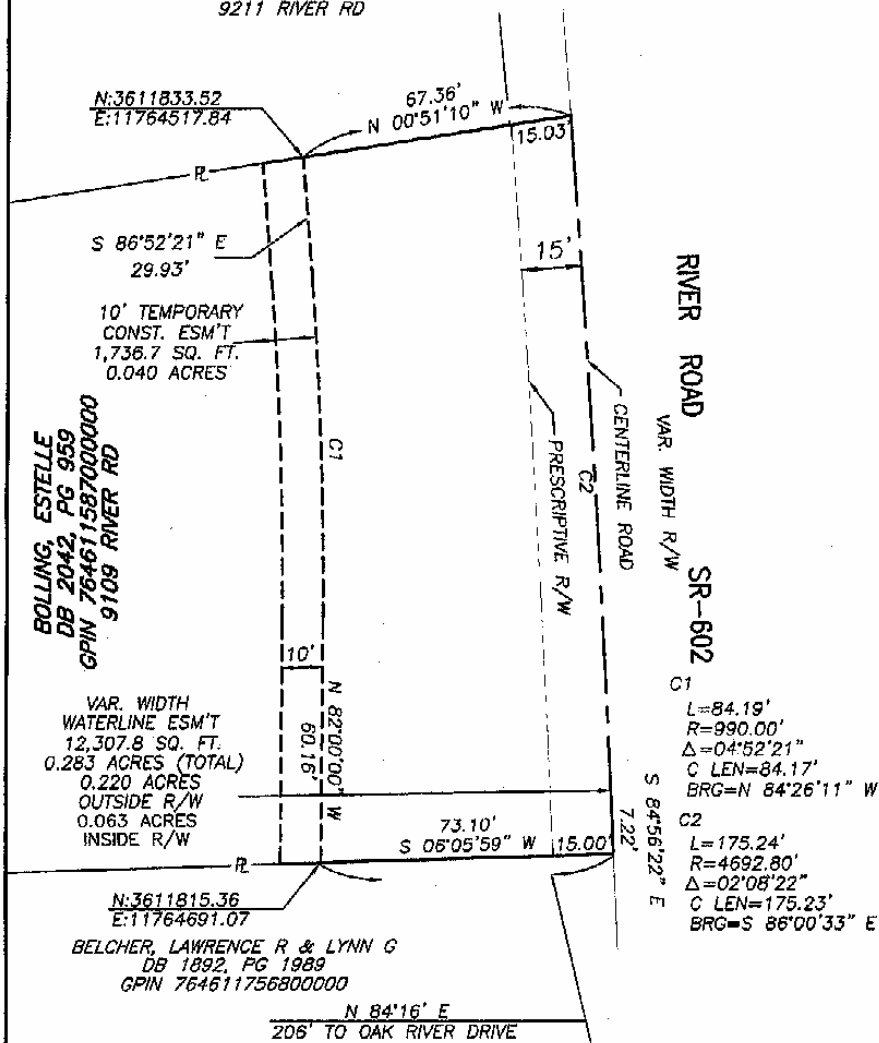 9211 RIVER RD
N:3611833.52
E:11764517.84
67.36'
N 00°51'10" W
15.03'
PL
S 86°52'21" E
29.93'
15'
10' TEMPORARY
CONST. ESM'T
1,736.7 SQ. FT.
0.040 ACRES
RIVER ROAD SR-602
VAR. WIDTH R/W
CENTERLINE ROAD
C2
PRESCRIPTIVE R/W
C1
BOLLING, ESTELLE
DB 2042, PG 959
GPIN 764611587000000
9109 RIVER RD
10'
N 82°00'00" W
60.16'
VAR. WIDTH
WATERLINE ESM'T
12,307.8 SQ. FT.
0.283 ACRES (TOTAL)
0.220 ACRES
OUTSIDE R/W
0.063 ACRES
INSIDE R/W
C1
L=84.19'
R=990.00'
Δ=04°52'21"
C LEN=84.17'
BRG=N 84°26'11" W
C2
L=175.24'
R=4692.80'
Δ=02°08'22"
C LEN=175.23'
BRG=S 86°00'33" E
S 84°56'22" E
7.22'
73.10'
S 06°05'59" W
15.00'
PL
N:3611815.36
E:11764691.07
BELCHER, LAWRENCE R & LYNN G
DB 1892, PG 1989
GPIN 764611756800000
N 84°16' E
206' TO OAK RIVER DRIVE